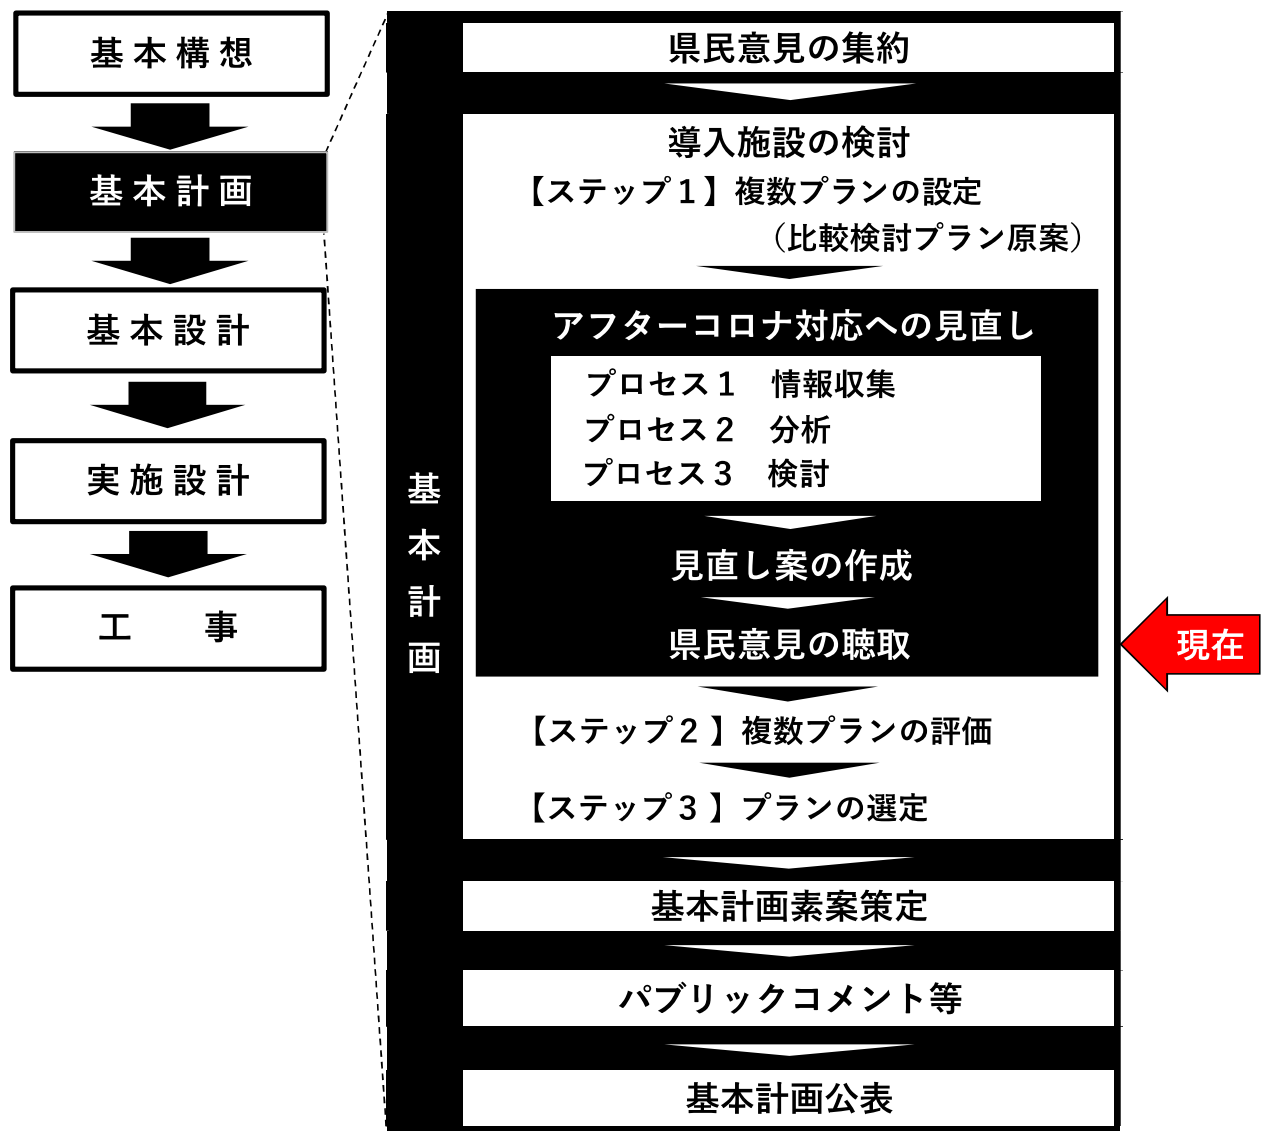 基本構想
基本計画
基本設計
実施設計
工　　事
基本計画
県民意見の集約
導入施設の検討
【ステップ１】複数プランの設定
（比較検討プラン原案）
アフターコロナ対応への見直し
プロセス１　情報収集
プロセス２　分析
プロセス３　検討
見直し案の作成
県民意見の聴取
【ステップ２】複数プランの評価
【ステップ３】プランの選定
基本計画素案策定
パブリックコメント等
基本計画公表
現在